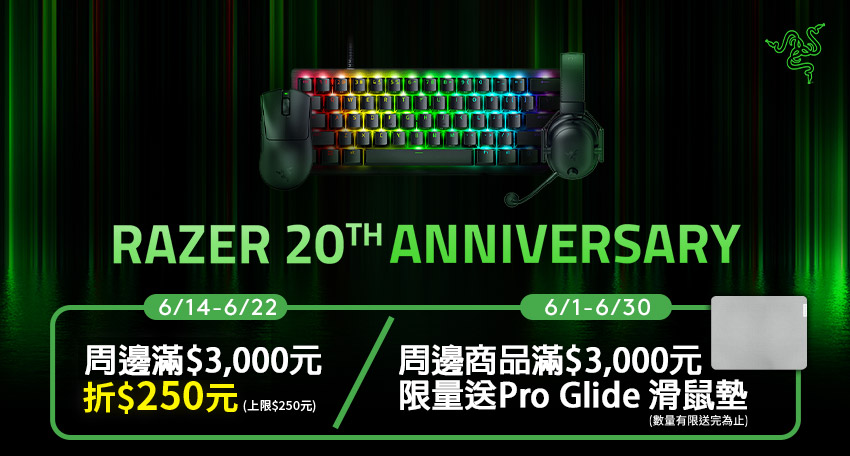 RAZER 20TH ANNIVERSARY
6/14-6/22
周邊滿$3,000元
折$250元 (上限$250元)
6/1-6/30
周邊商品滿$3,000元
限量送Pro Glide 滑鼠墊
(數量有限送完為止)